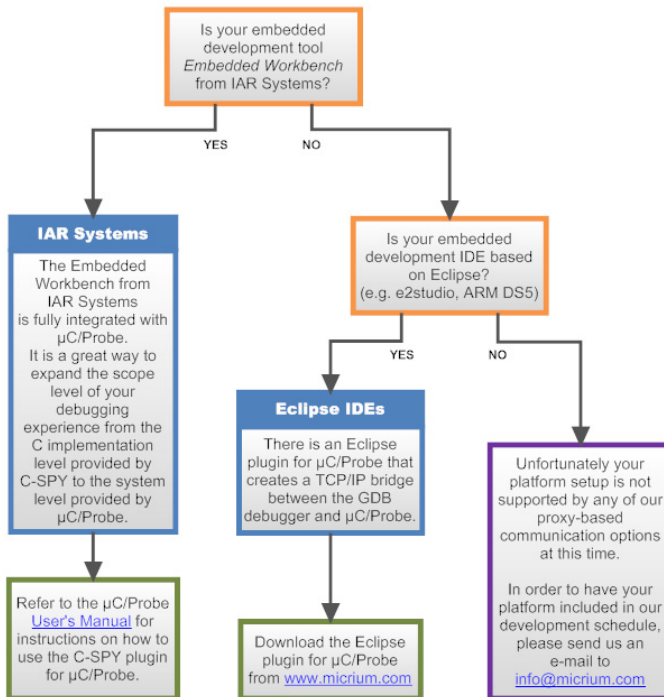 Is your embedded
development tool
Embedded Workbench
from IAR Systems?
YES
NO
IAR Systems
The Embedded
Workbench from
IAR Systems
is fully integrated with
µC/Probe.
It is a great way to
expand the scope
level of your
debugging
experience from the
C implementation
level provided by
C-SPY to the system
level provided by
µC/Probe.
Refer to the µC/Probe
User's Manual for
instructions on how to
use the C-SPY plugin
for µC/Probe.
Is your embedded
development IDE based
on Eclipse?
(e.g. e2studio, ARM DS5)
YES
NO
Eclipse IDEs
There is an Eclipse
plugin for µC/Probe that
creates a TCP/IP bridge
between the GDB
debugger and µC/Probe.
Download the Eclipse
plugin for µC/Probe
from www.micrium.com
Unfortunately your
platform setup is not
supported by any of our
proxy-based
communication options
at this time.
In order to have your
platform included in our
development schedule,
please send us an
e-mail to
info@micrium.com